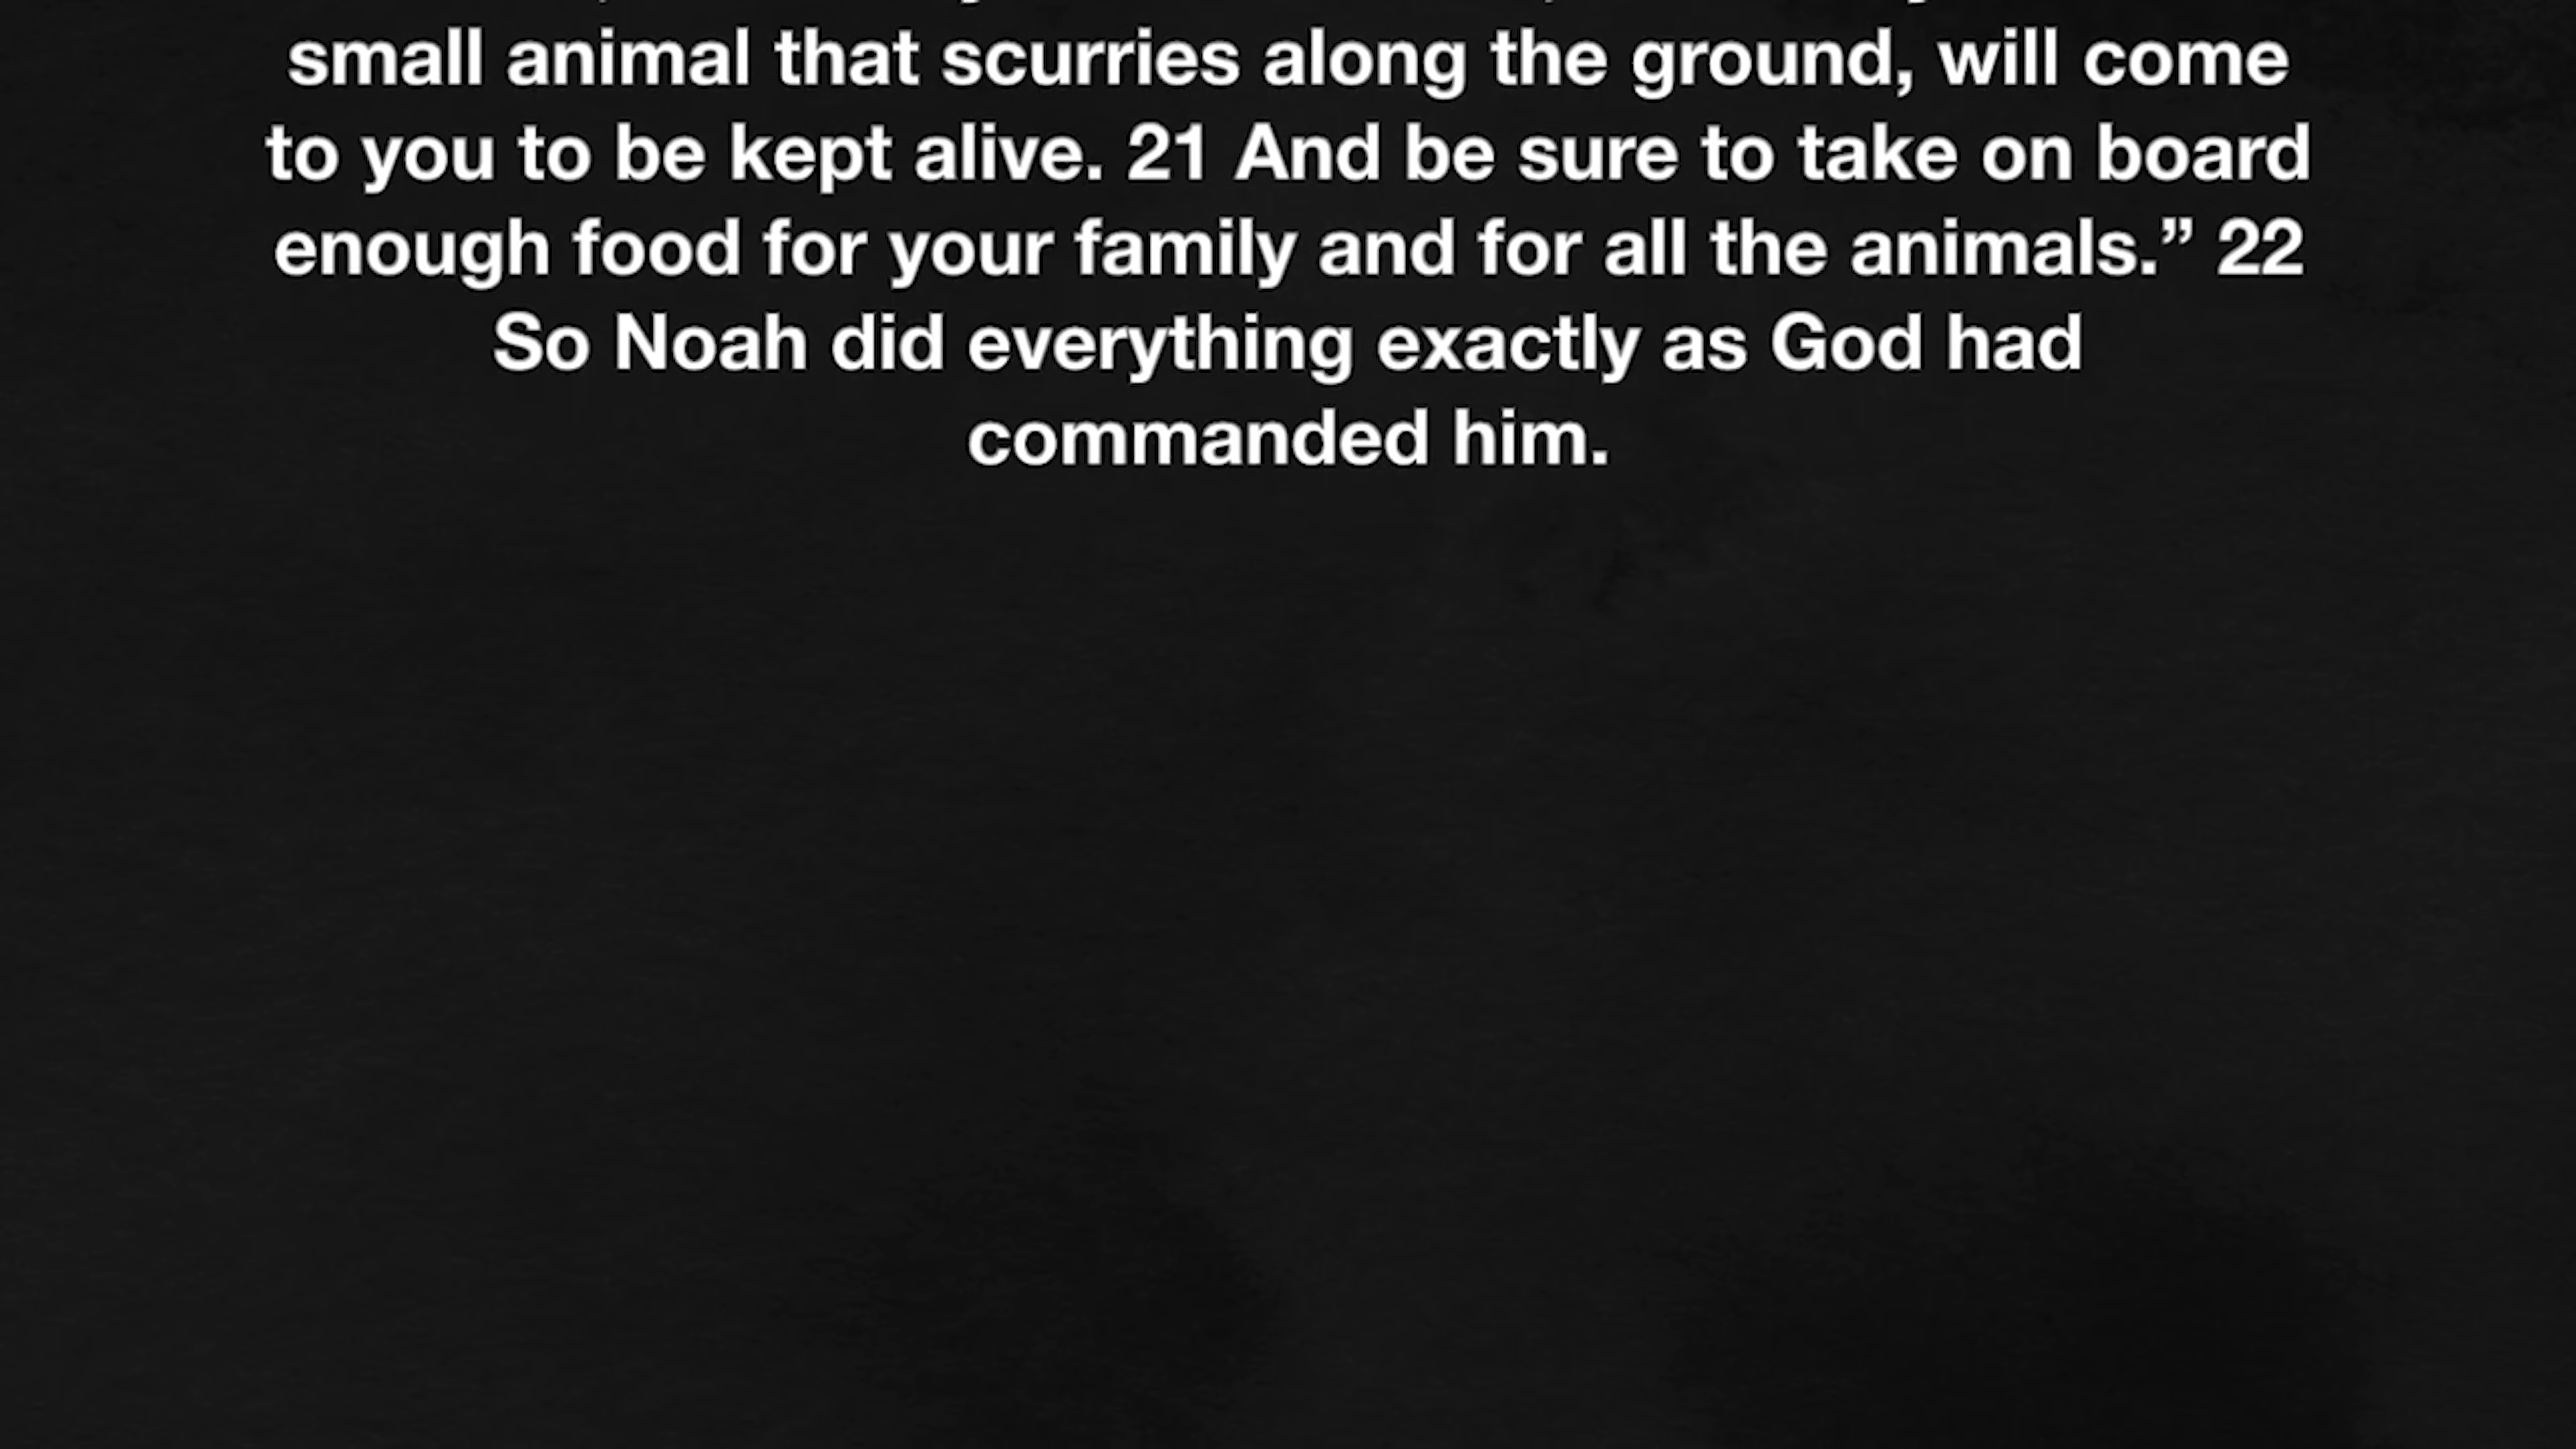 small animal that scurries along the ground, will come
to you to be kept alive. 21 And be sure to take on board
enough food for your family and for all the animals.” 22
So Noah did everything exactly as God had
commanded him.